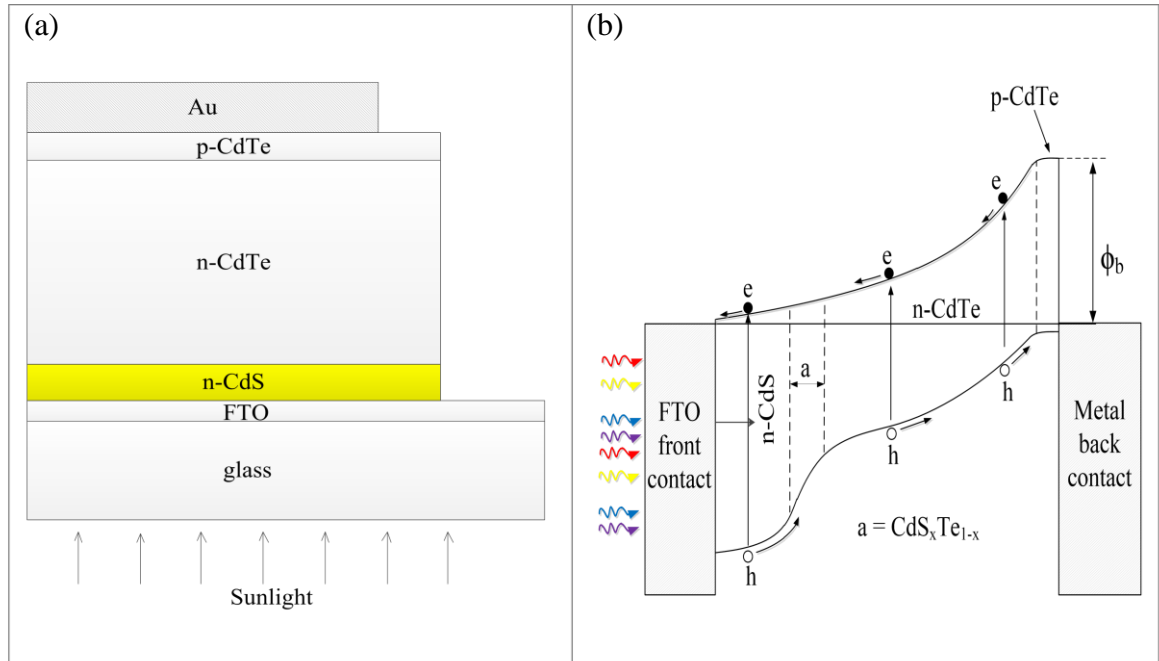 (a)
Au
p-CdTe
n-CdTe
n-CdS
FTO
glass
Sunlight
(b)
p-CdTe
e
e
e
ϕb
n-CdTe
a
n-CdS
h
h
h
FTO
front
contact
Metal
back
contact
a = CdSxTe1-x